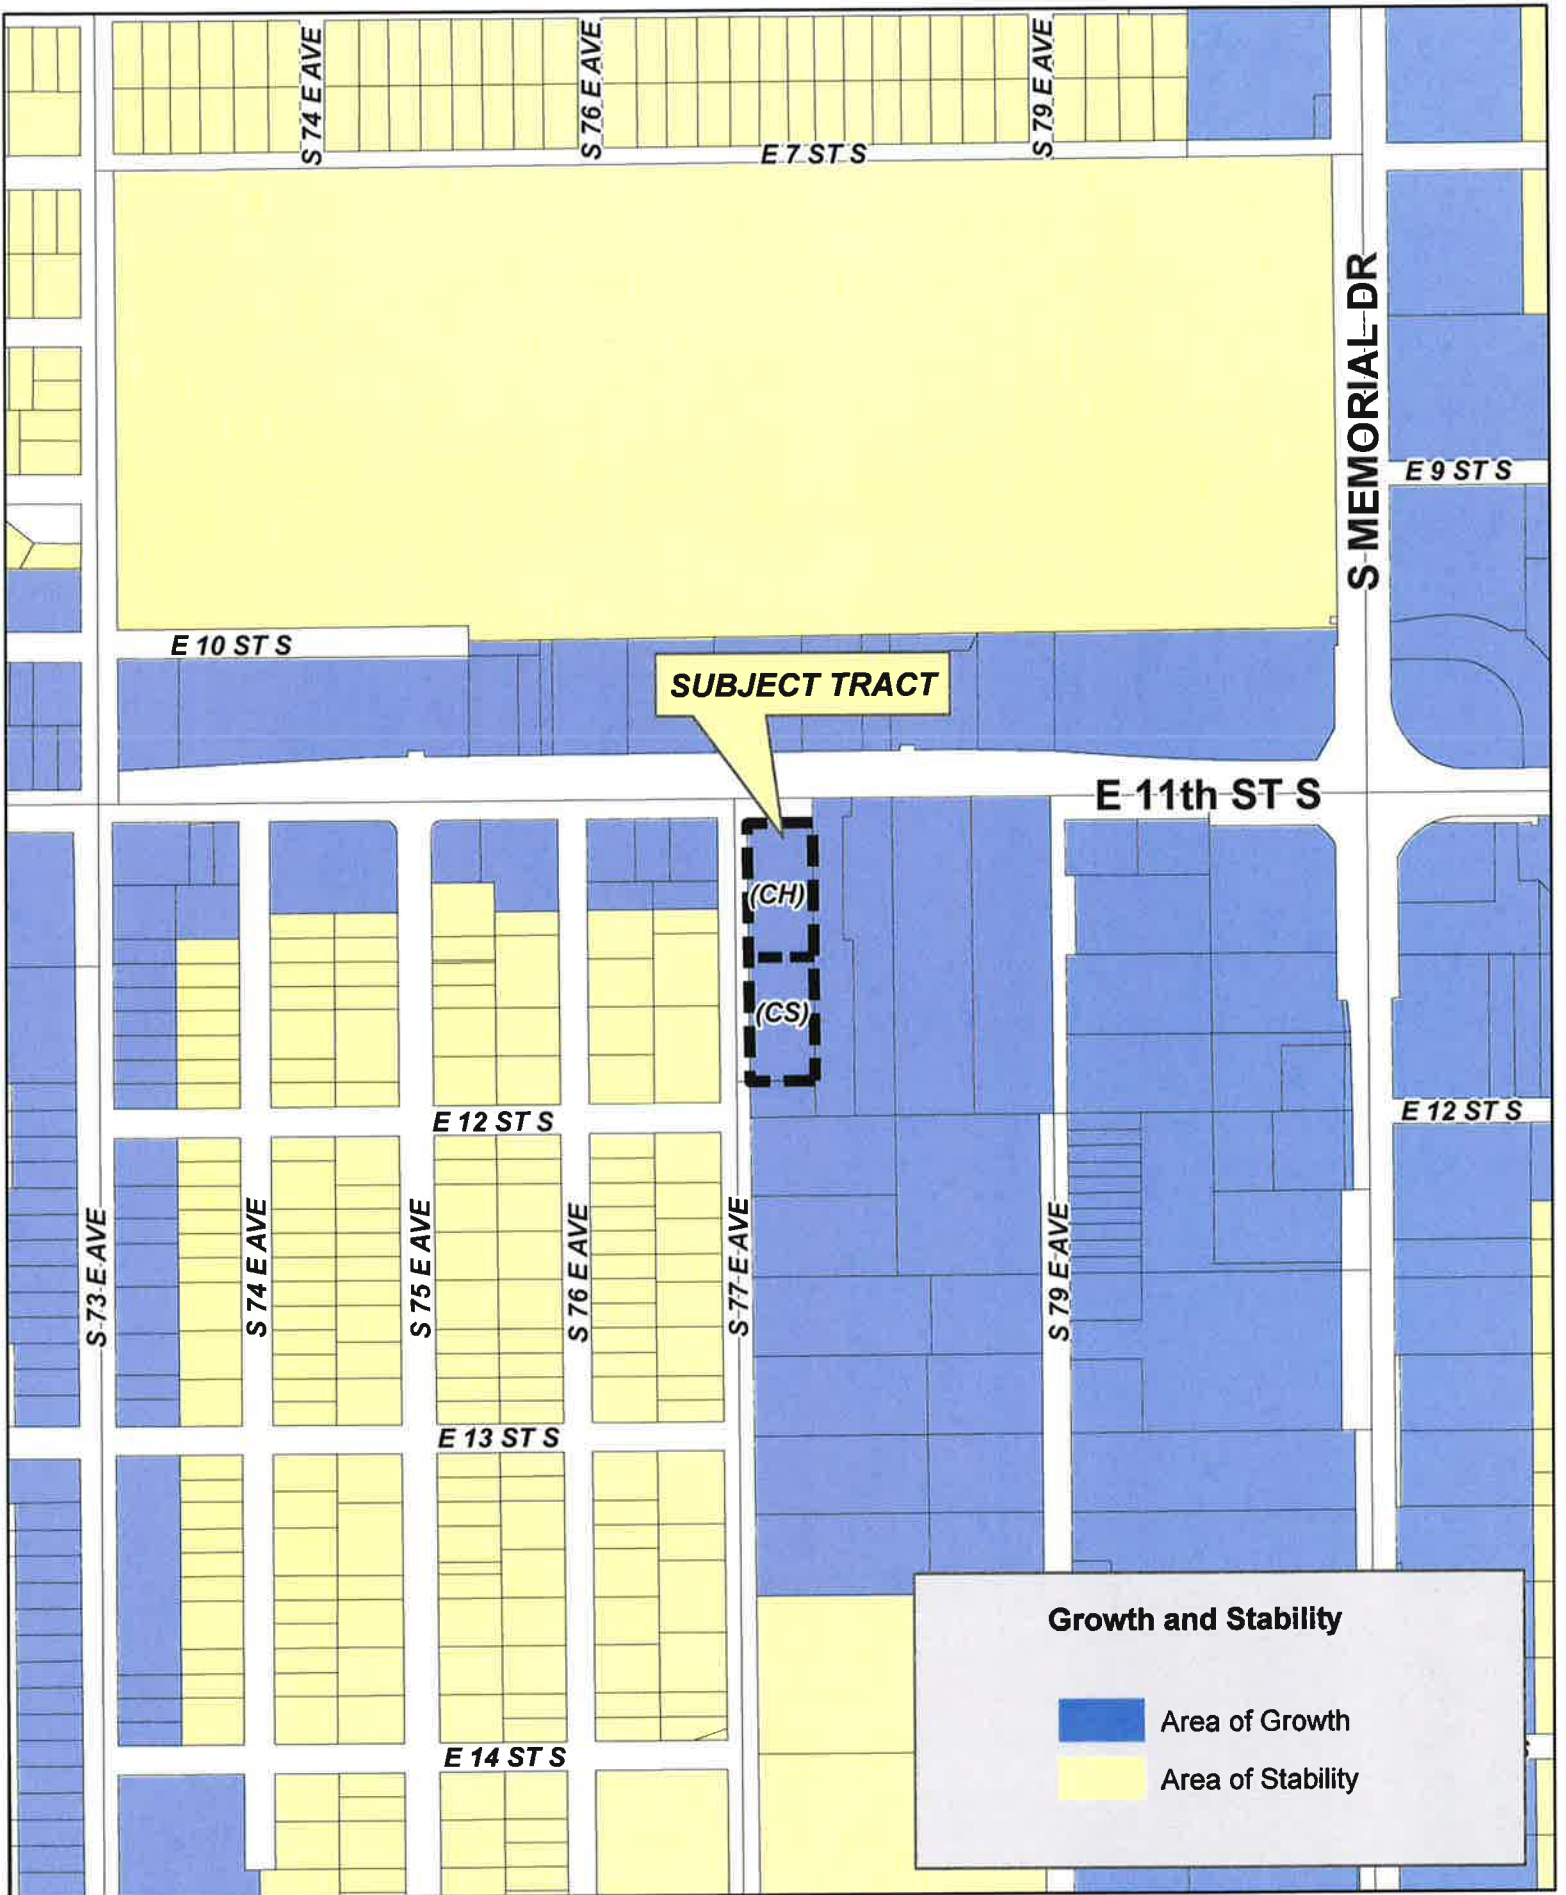 S 74 E AVE
S 76 E AVE
S 79 E AVE
E 7 ST S
S MEMORIAL DR
E 9 ST S
E 10 ST S
SUBJECT TRACT
E 11th ST S
(CH)
(CS)
E 12 ST S
E 12 ST S
S 73 E AVE
S 74 E AVE
S 75 E AVE
S 76 E AVE
S 77 E AVE
S 79 E AVE
E 13 ST S
E 14 ST S
Growth and Stability
Area of Growth
Area of Stability